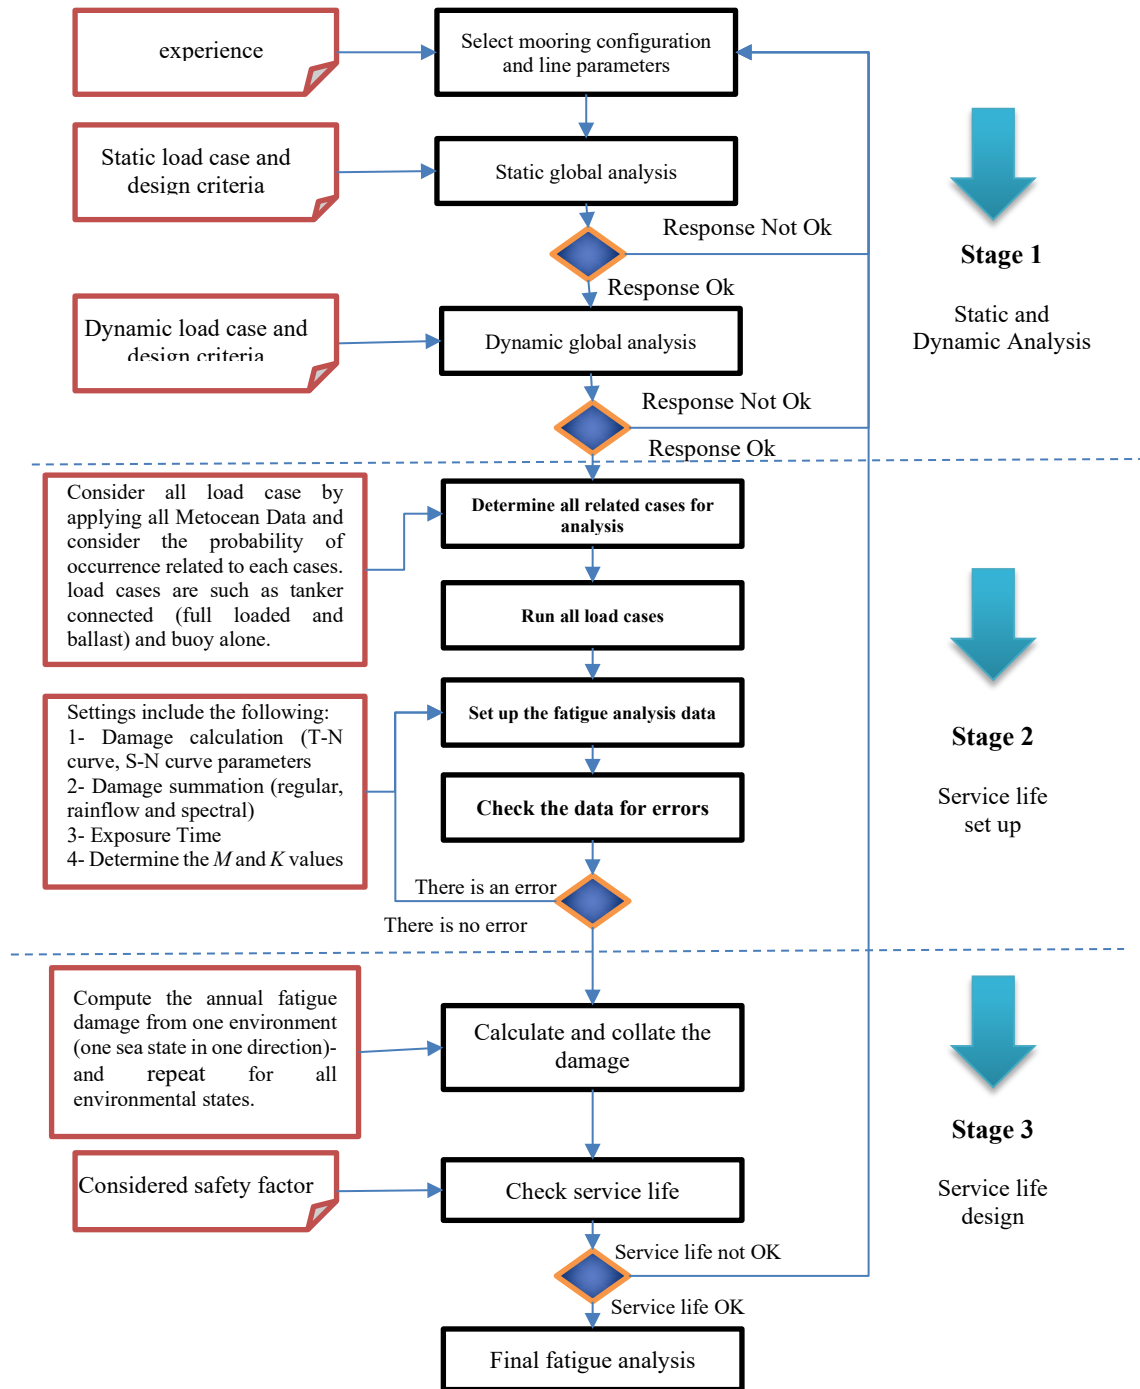 experience
Select mooring configuration
and line parameters
Static load case and
design criteria
Static global analysis
Response Not Ok
Response Ok
Stage 1
Static and
Dynamic Analysis
Dynamic load case and
design criteria
Dynamic global analysis
Response Not Ok
Response Ok
Consider all load case by
applying all Metocean Data and
consider the probability of
occurrence related to each cases.
load cases are such as tanker
connected (full loaded and
ballast) and buoy alone.
Determine all related cases for
analysis
Run all load cases
Settings include the following:
1- Damage calculation (T-N
curve, S-N curve parameters
2- Damage summation (regular,
rainflow and spectral)
3- Exposure Time
4- Determine the M and K values
Set up the fatigue analysis data
Check the data for errors
There is an error
There is no error
Stage 2
Service life
set up
Compute the annual fatigue
damage from one environment
(one sea state in one direction)-
and repeat for all
environmental states.
Calculate and collate the
damage
Considered safety factor
Check service life
Service life not OK
Service life OK
Final fatigue analysis
Stage 3
Service life
design